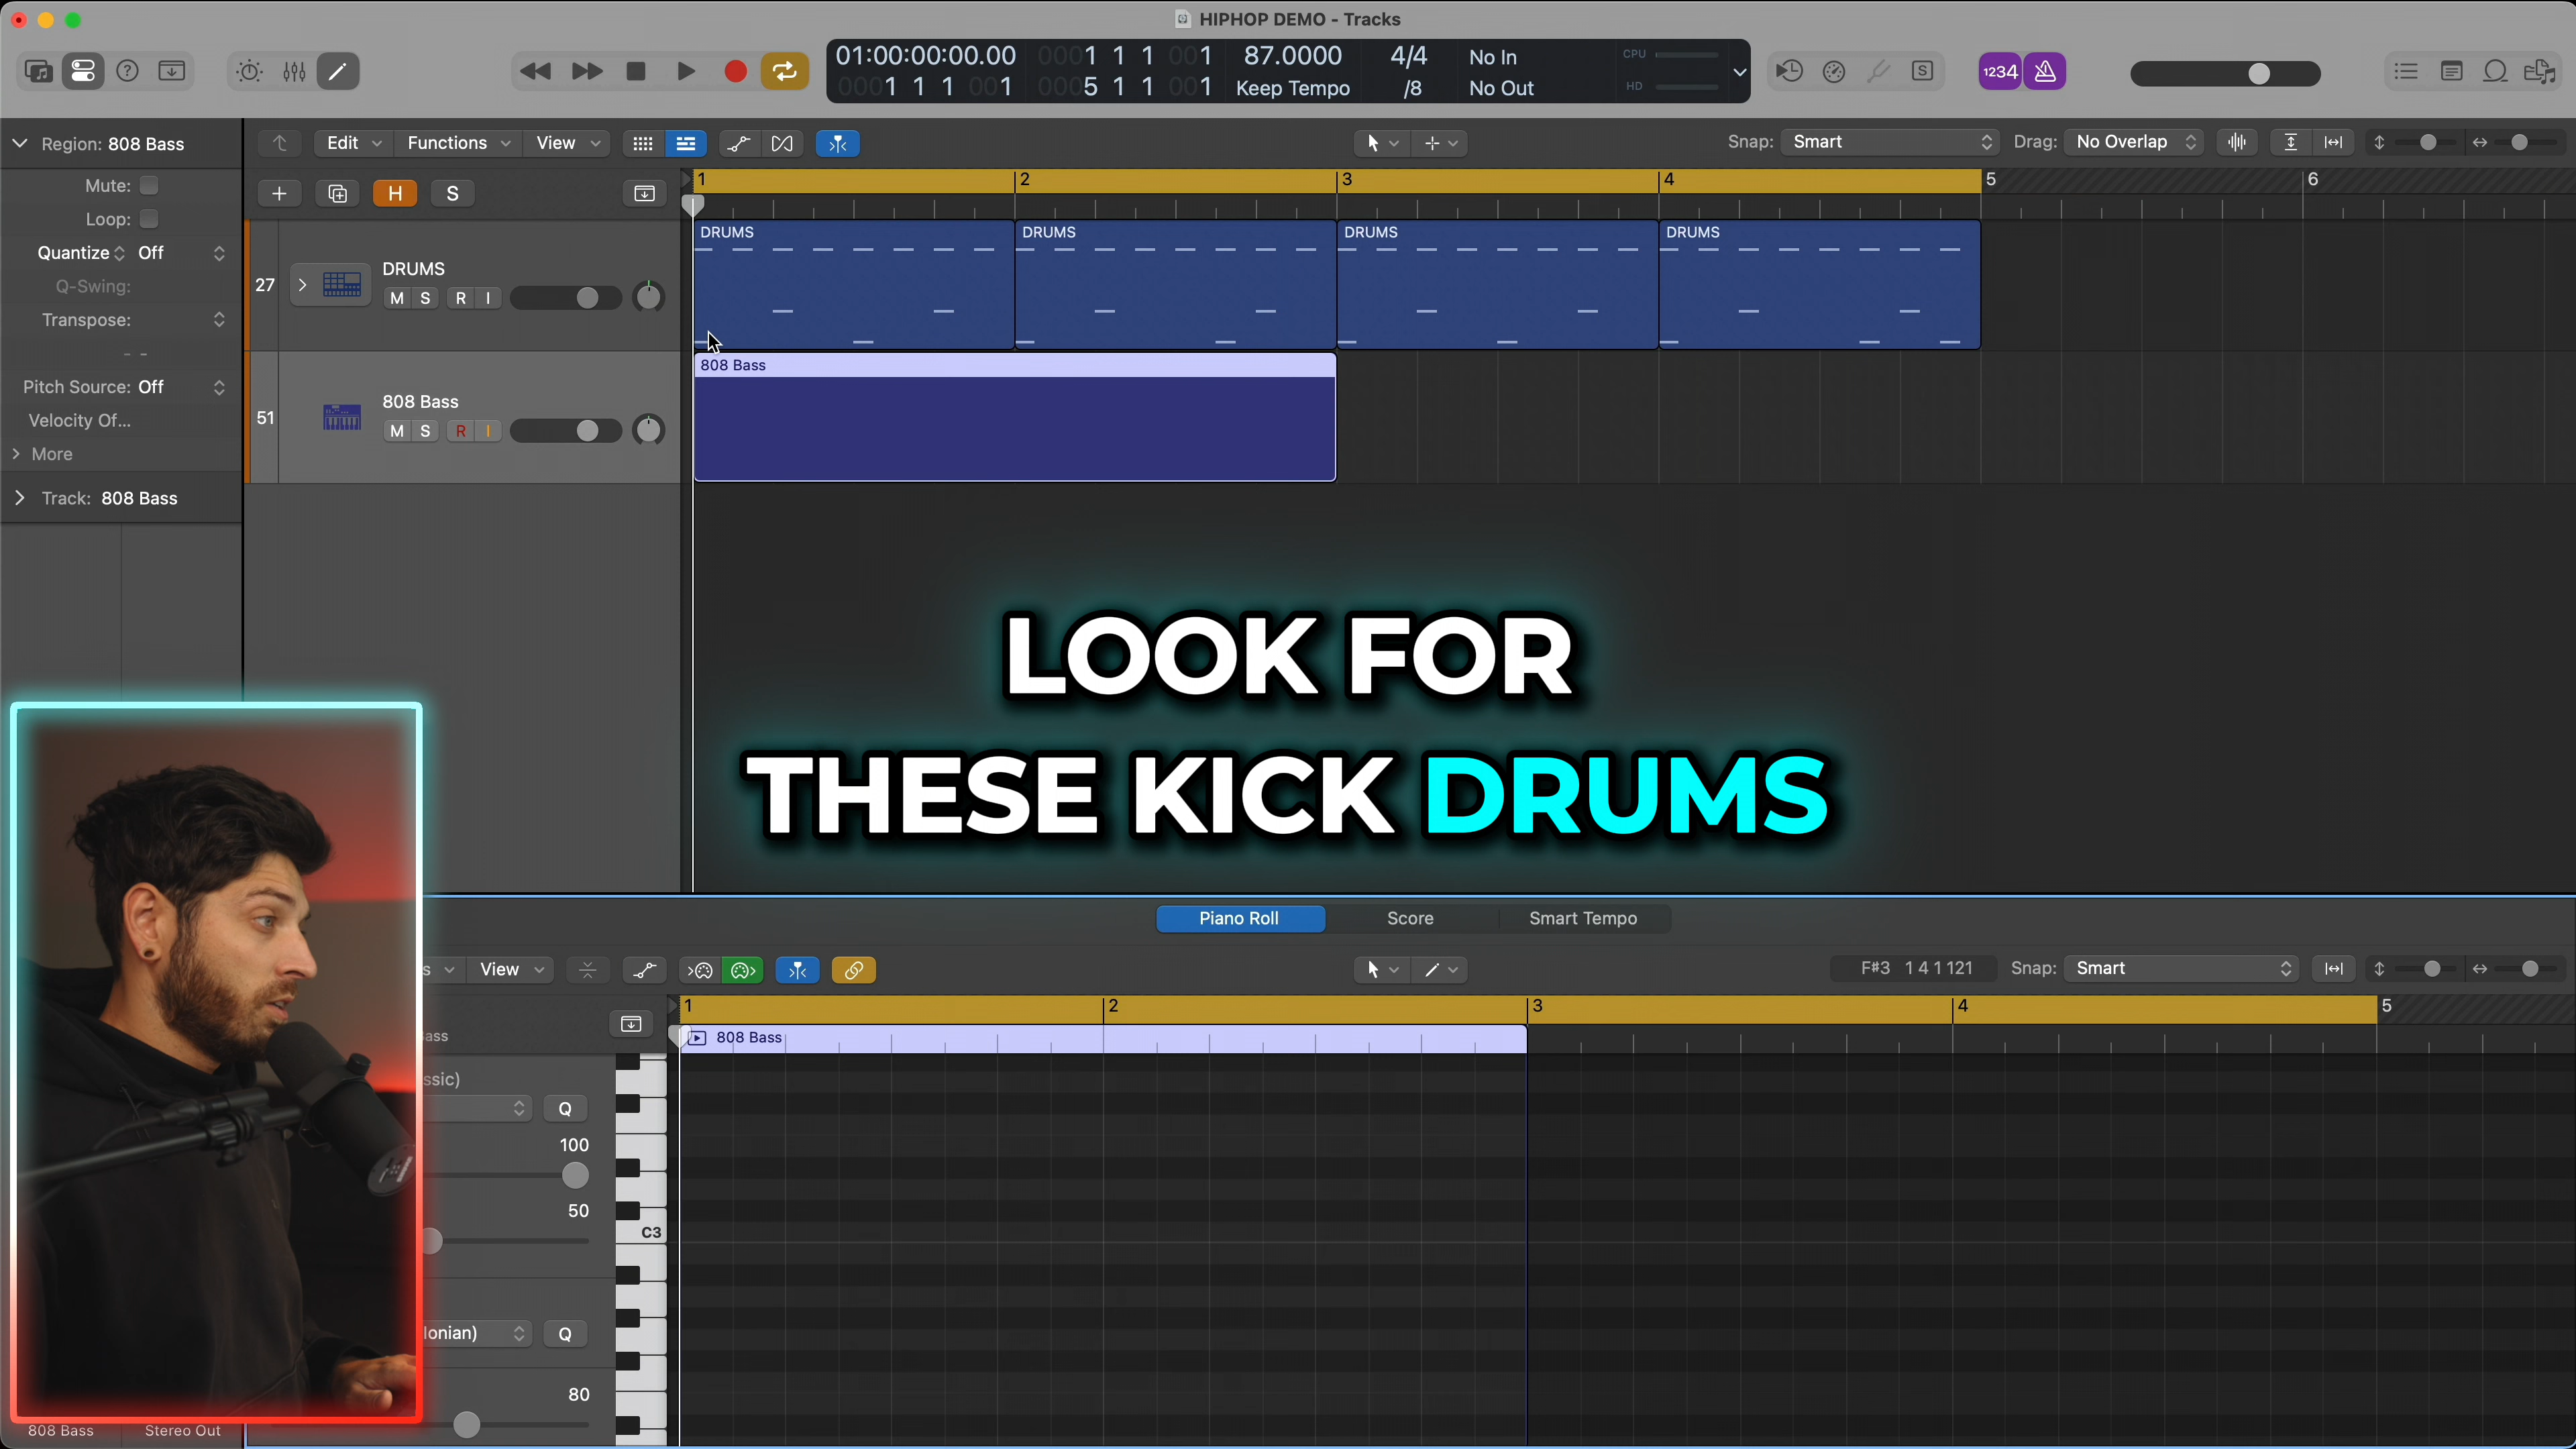 HIPHOP DEMO - Tracks
01:00:00:00.00 0001 1 1 001 87.0000 4/4 No In CPU
0001 1 1 001 0005 1 1 001 Keep Tempo /8 No Out HD
1234
S
Region: 808 Bass
Edit Functions View
Snap: Smart Drag: No Overlap
Mute:
Loop:
Quantize Off
Q-Swing:
Transpose:
- -
Pitch Source: Off
Velocity Of...
More
Track: 808 Bass
H S
1 2 3 4 5 6
27 DRUMS
M S R I
DRUMS DRUMS DRUMS DRUMS
51 808 Bass
M S R I
808 Bass
LOOK FOR
THESE KICK DRUMS
Piano Roll Score Smart Tempo
s View
F#3 1 4 1 121 Snap: Smart
1 2 3 4 5
808 Bass
ass
ssic)
Q
100
50
C3
lonian) Q
80
808 Bass Stereo Out